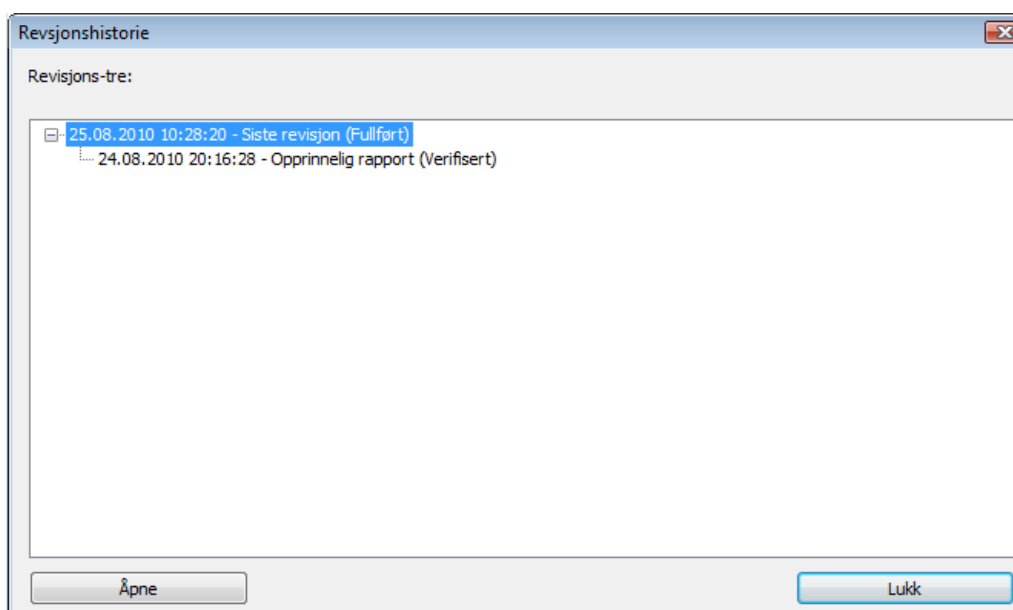 Revsjonshistorie
Revisjons-tre:
25.08.2010 10:28:20 - Siste revisjon (Fullført)
24.08.2010 20:16:28 - Opprinnelig rapport (Verifisert)
Åpne
Lukk